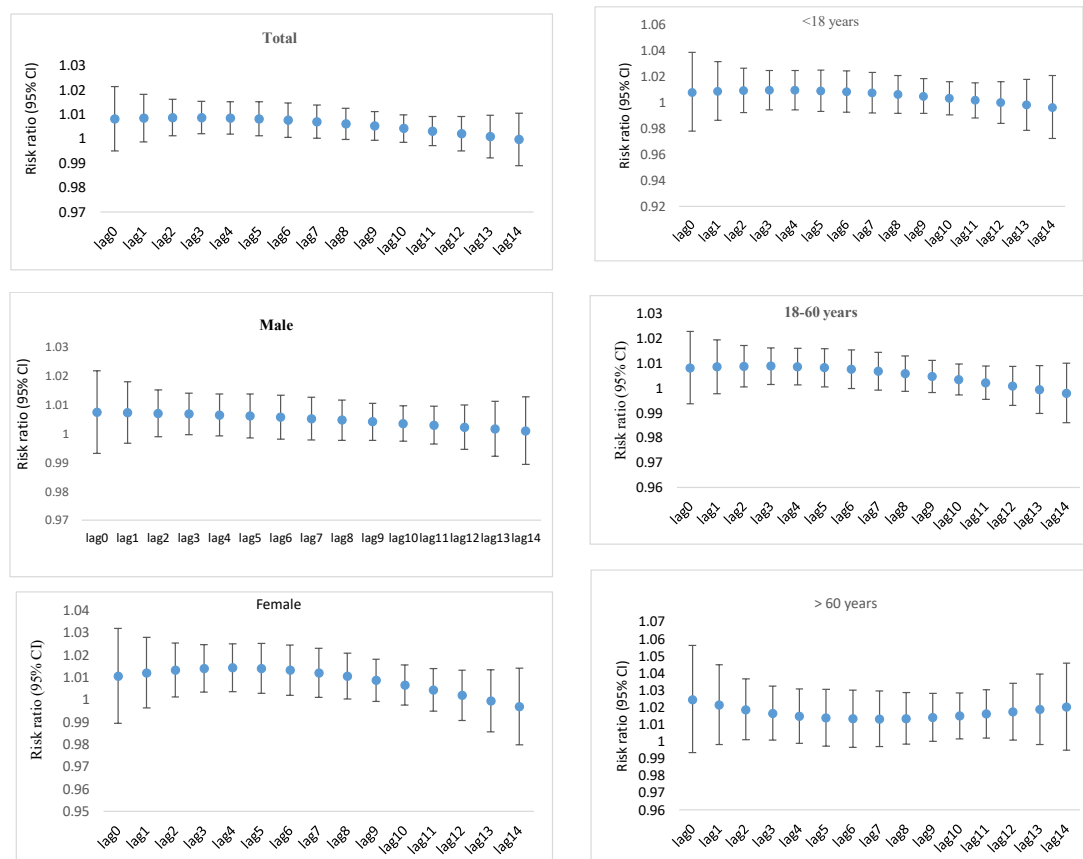 Total
Risk ratio (95% CI)
1.03
1.02
1.01
1
0.99
0.98
0.97
lag0 lag1 lag2 lag3 lag4 lag5 lag6 lag7 lag8 lag9 lag10 lag11 lag12 lag13 lag14
<18 years
Risk ratio (95% CI)
1.06
1.04
1.02
1
0.98
0.96
0.94
0.92
lag0 lag1 lag2 lag3 lag4 lag5 lag6 lag7 lag8 lag9 lag10 lag11 lag12 lag13 lag14
Male
Risk ratio (95% CI)
1.03
1.02
1.01
1
0.99
0.98
0.97
lag0 lag1 lag2 lag3 lag4 lag5 lag6 lag7 lag8 lag9 lag10 lag11 lag12 lag13 lag14
18-60 years
Risk ratio (95% CI)
1.03
1.02
1.01
1
0.99
0.98
0.97
0.96
lag0 lag1 lag2 lag3 lag4 lag5 lag6 lag7 lag8 lag9 lag10 lag11 lag12 lag13 lag14
Female
Risk ratio (95% CI)
1.04
1.03
1.02
1.01
1
0.99
0.98
0.97
0.96
0.95
lag0 lag1 lag2 lag3 lag4 lag5 lag6 lag7 lag8 lag9 lag10 lag11 lag12 lag13 lag14
> 60 years
Risk ratio (95% CI)
1.07
1.06
1.05
1.04
1.03
1.02
1.01
1
0.99
0.98
0.97
0.96
lag0 lag1 lag2 lag3 lag4 lag5 lag6 lag7 lag8 lag9 lag10 lag11 lag12 lag13 lag14